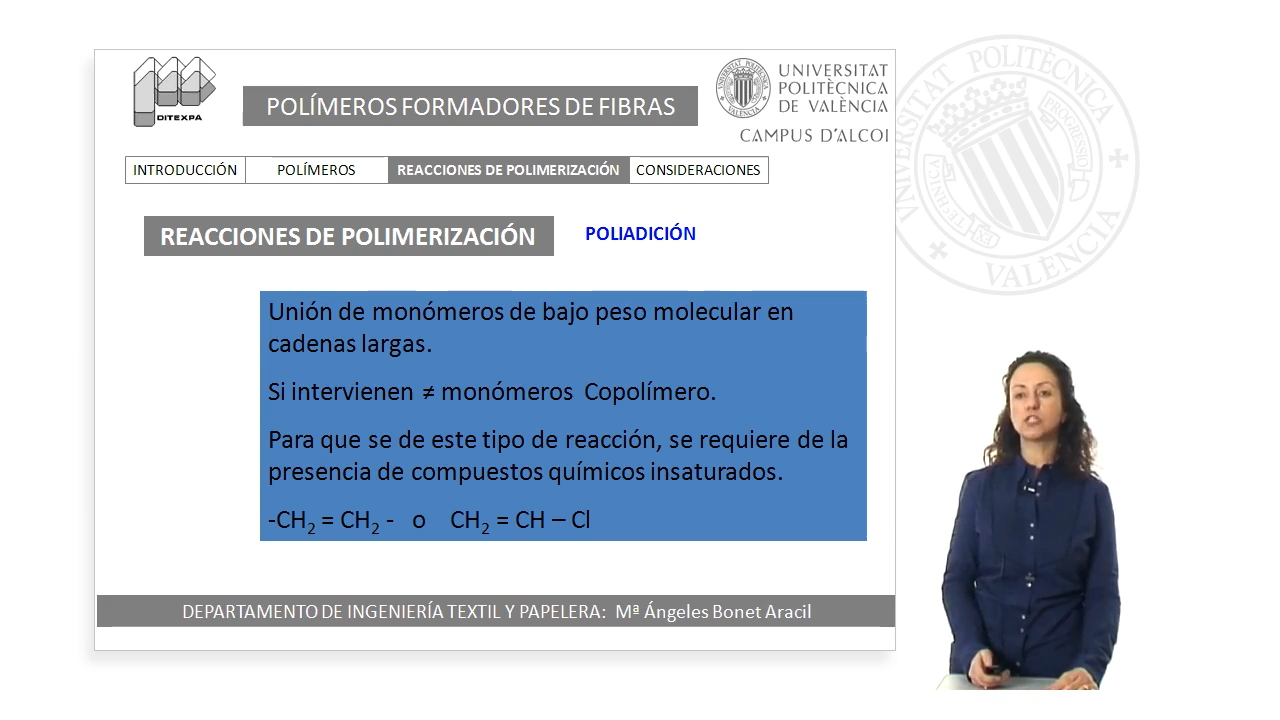 DITEXPA
POLÍMEROS FORMADORES DE FIBRAS
UNIVERSITAT
POLITÈCNICA
DE VALÈNCIA
CAMPUS D'ALCOI
INTRODUCCIÓN
POLÍMEROS
REACCIONES DE POLIMERIZACIÓN
CONSIDERACIONES
REACCIONES DE POLIMERIZACIÓN
POLIADICIÓN
Unión de monómeros de bajo peso molecular en
cadenas largas.
Si intervienen ≠ monómeros Copolímero.
Para que se de este tipo de reacción, se requiere de la
presencia de compuestos químicos insaturados.
-CH₂ = CH₂ - o CH₂ = CH – Cl
DEPARTAMENTO DE INGENIERÍA TEXTIL Y PAPELERA: Mª Ángeles Bonet Aracil
POLITÈCNICA
VALÈNCIA